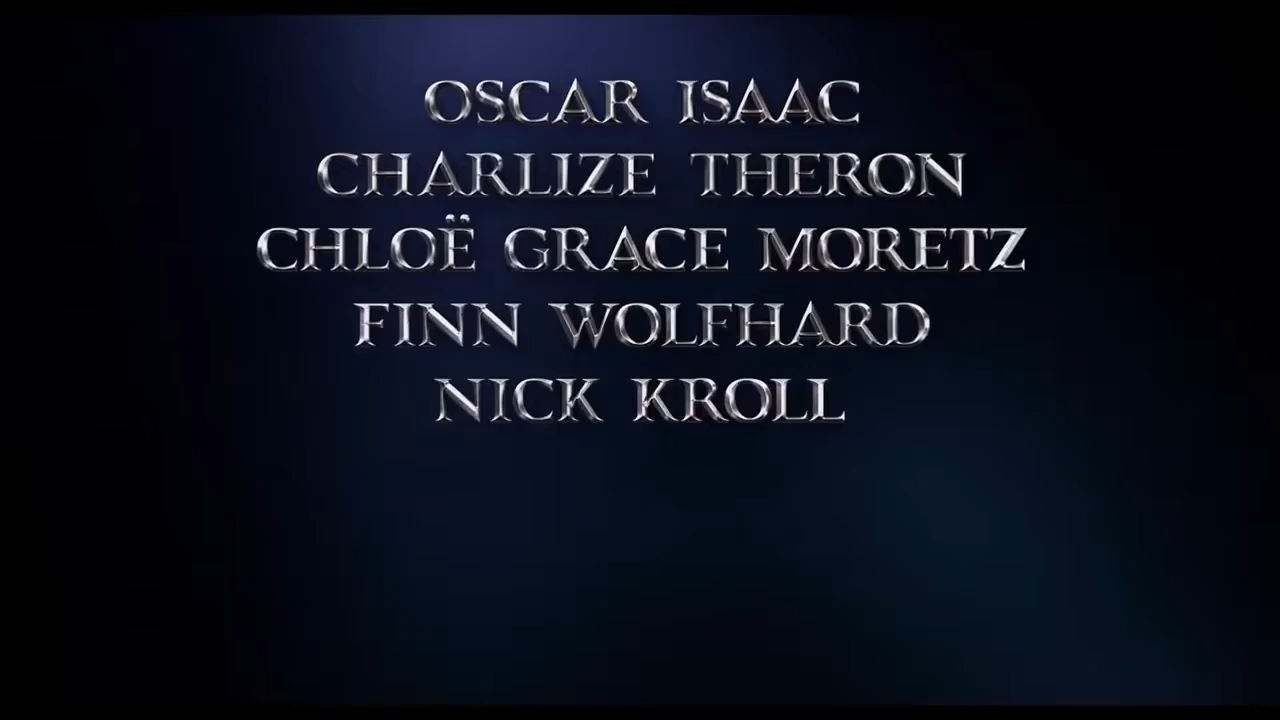 OSCAR ISAAC
CHARLIZE THERON
CHLOË GRACE MORETZ
FINN WOLFHARD
NICK KROLL